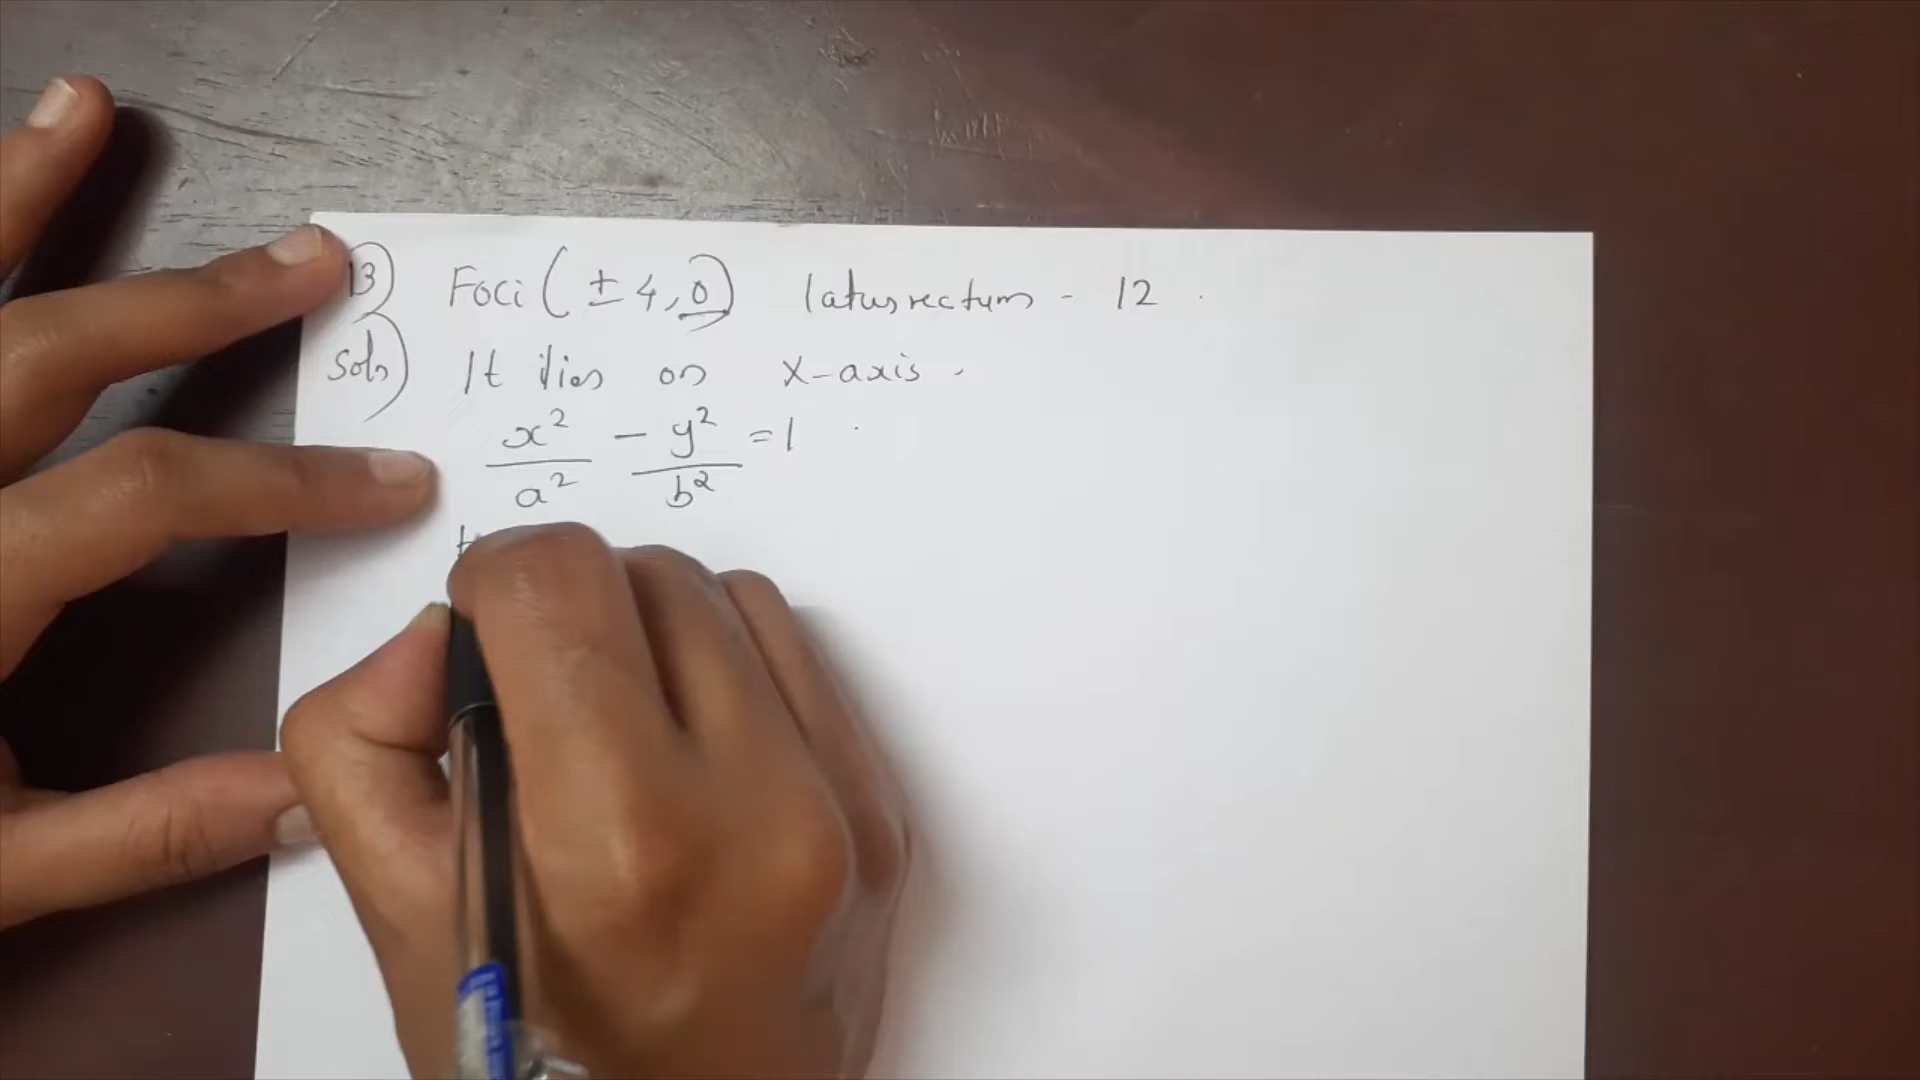 13) Foci (±4,0) latusrectum - 12
Soln) It lies on x-axis.
x² - y² =1
a² b²